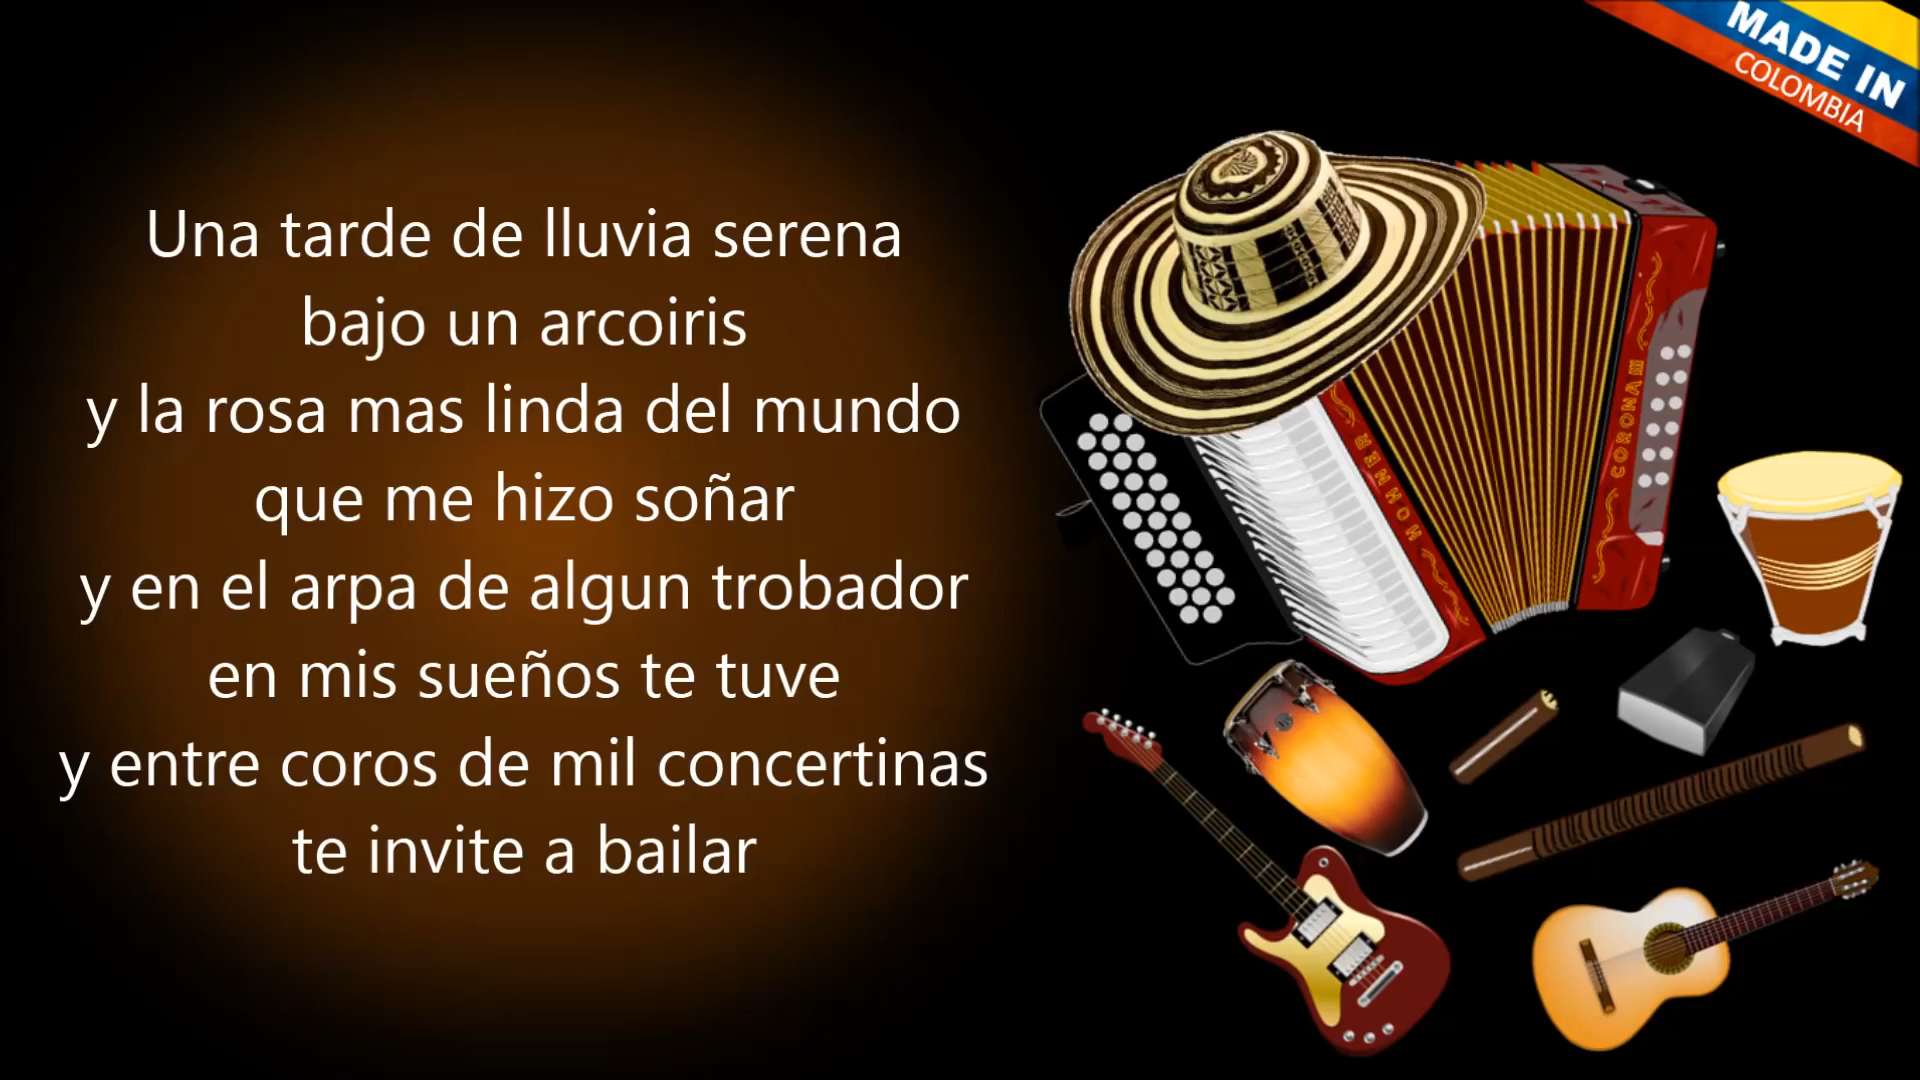 MADE IN
COLOMBIA
Una tarde de lluvia serena
bajo un arcoiris
y la rosa mas linda del mundo
que me hizo soñar
y en el arpa de algun trobador
en mis sueños te tuve
y entre coros de mil concertinas
te invite a bailar
HOHNER
CORONA III